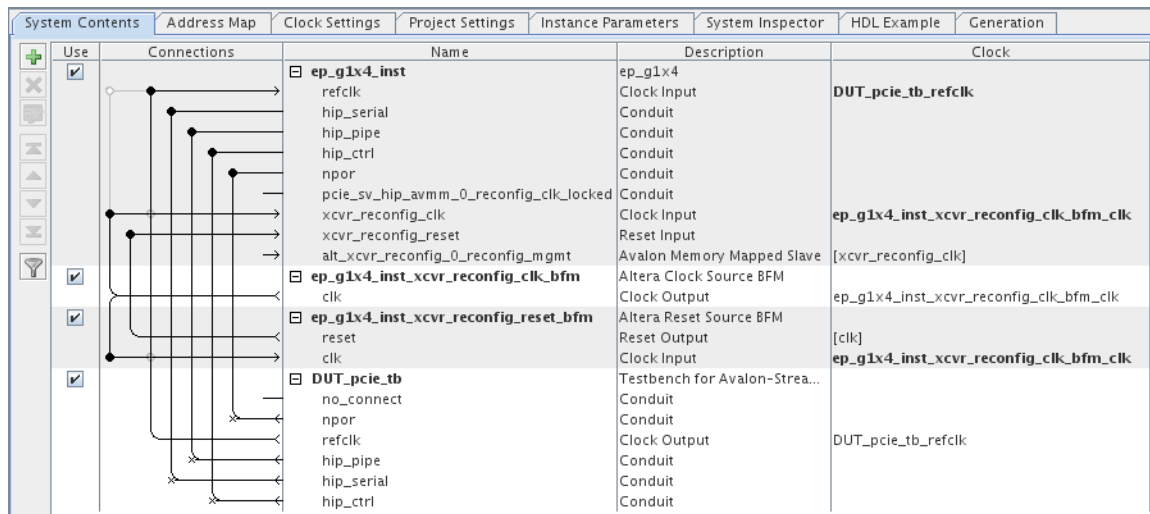 System Contents Address Map Clock Settings Project Settings Instance Parameters System Inspector HDL Example Generation
Use Connections Name Description Clock
ep_g1x4_inst ep_g1x4
refclk Clock Input DUT_pcie_tb_refclk
hip_serial Conduit
hip_pipe Conduit
hip_ctrl Conduit
npor Conduit
pcie_sv_hip_avmm_0_reconfig_clk_locked Conduit
xcvr_reconfig_clk Clock Input ep_g1x4_inst_xcvr_reconfig_clk_bfm_clk
xcvr_reconfig_reset Reset Input
alt_xcvr_reconfig_0_reconfig_mgmt Avalon Memory Mapped Slave [xcvr_reconfig_clk]
ep_g1x4_inst_xcvr_reconfig_clk_bfm Altera Clock Source BFM
clk Clock Output ep_g1x4_inst_xcvr_reconfig_clk_bfm_clk
ep_g1x4_inst_xcvr_reconfig_reset_bfm Altera Reset Source BFM
reset Reset Output [clk]
clk Clock Input ep_g1x4_inst_xcvr_reconfig_clk_bfm_clk
DUT_pcie_tb Testbench for Avalon-Strea...
no_connect Conduit
npor Conduit
refclk Clock Output DUT_pcie_tb_refclk
hip_pipe Conduit
hip_serial Conduit
hip_ctrl Conduit